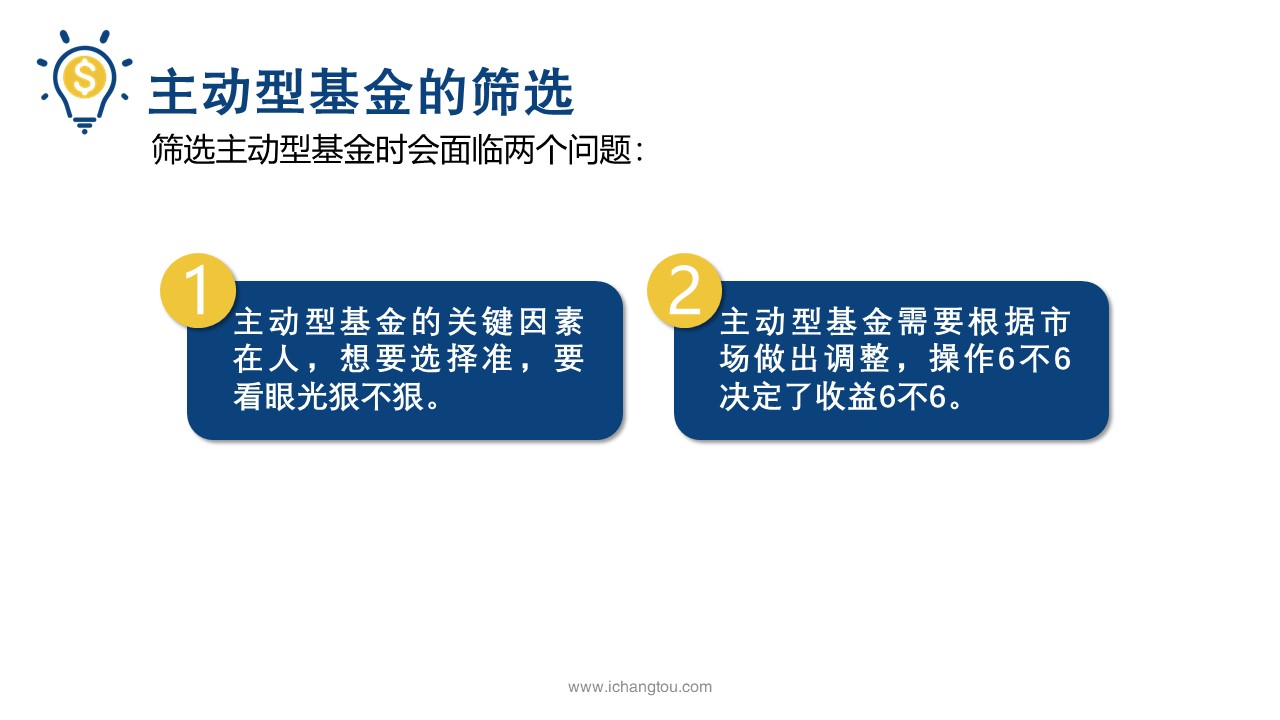 主动型基金的筛选
筛选主动型基金时会面临两个问题：
1
主动型基金的关键因素
在人，想要选择准，要
看眼光狠不狠。
2
主动型基金需要根据市
场做出调整，操作6不6
决定了收益6不6。
www.ichangtou.com